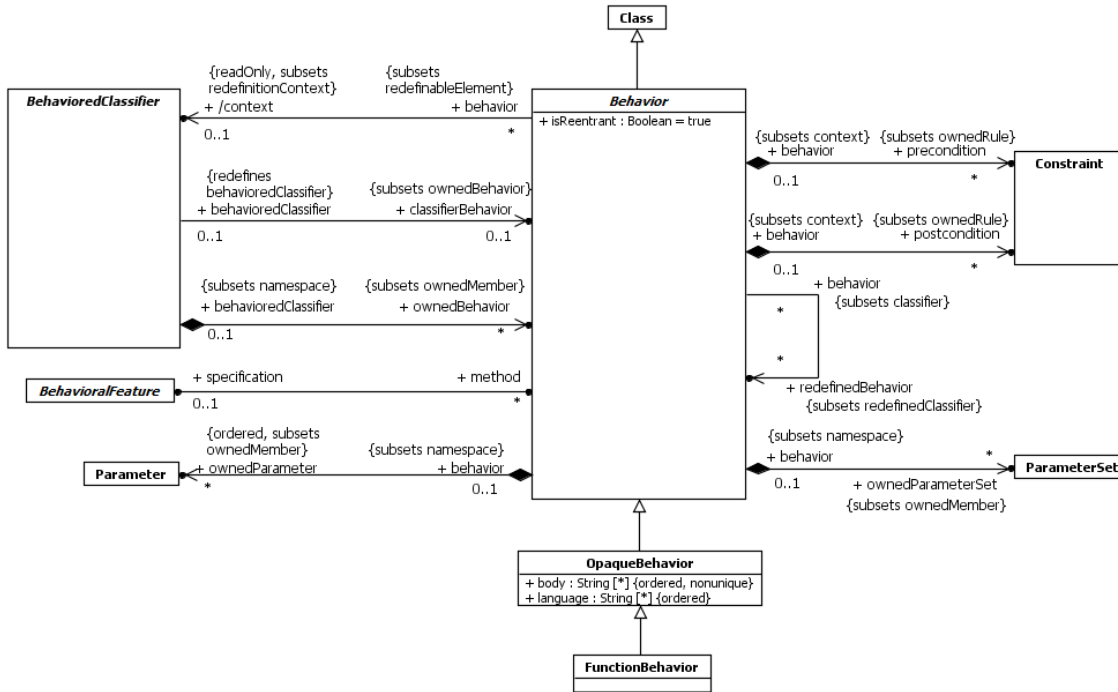 Class
{readOnly, subsets
redefinitionContext}
+ /context
0..1
{subsets
redefinableElement}
+ behavior
*
BehavioredClassifier
Behavior
+ isReentrant : Boolean = true
{subsets context}
+ behavior
0..1
{subsets ownedRule}
+ precondition
*
Constraint
{redefines
behavioredClassifier}
+ behavioredClassifier
0..1
{subsets ownedBehavior}
+ classifierBehavior
0..1
{subsets context}
+ behavior
0..1
{subsets ownedRule}
+ postcondition
*
{subsets namespace}
+ behavioredClassifier
0..1
{subsets ownedMember}
+ ownedBehavior
*
+ behavior
{subsets classifier}
*
*
+ redefinedBehavior
{subsets redefinedClassifier}
BehavioralFeature
+ specification
0..1
+ method
*
Parameter
{ordered, subsets
ownedMember}
+ ownedParameter
*
{subsets namespace}
+ behavior
0..1
{subsets namespace}
+ behavior
0..1
*
+ ownedParameterSet
{subsets ownedMember}
ParameterSet
OpaqueBehavior
+ body : String [*] {ordered, nonunique}
+ language : String [*] {ordered}
FunctionBehavior